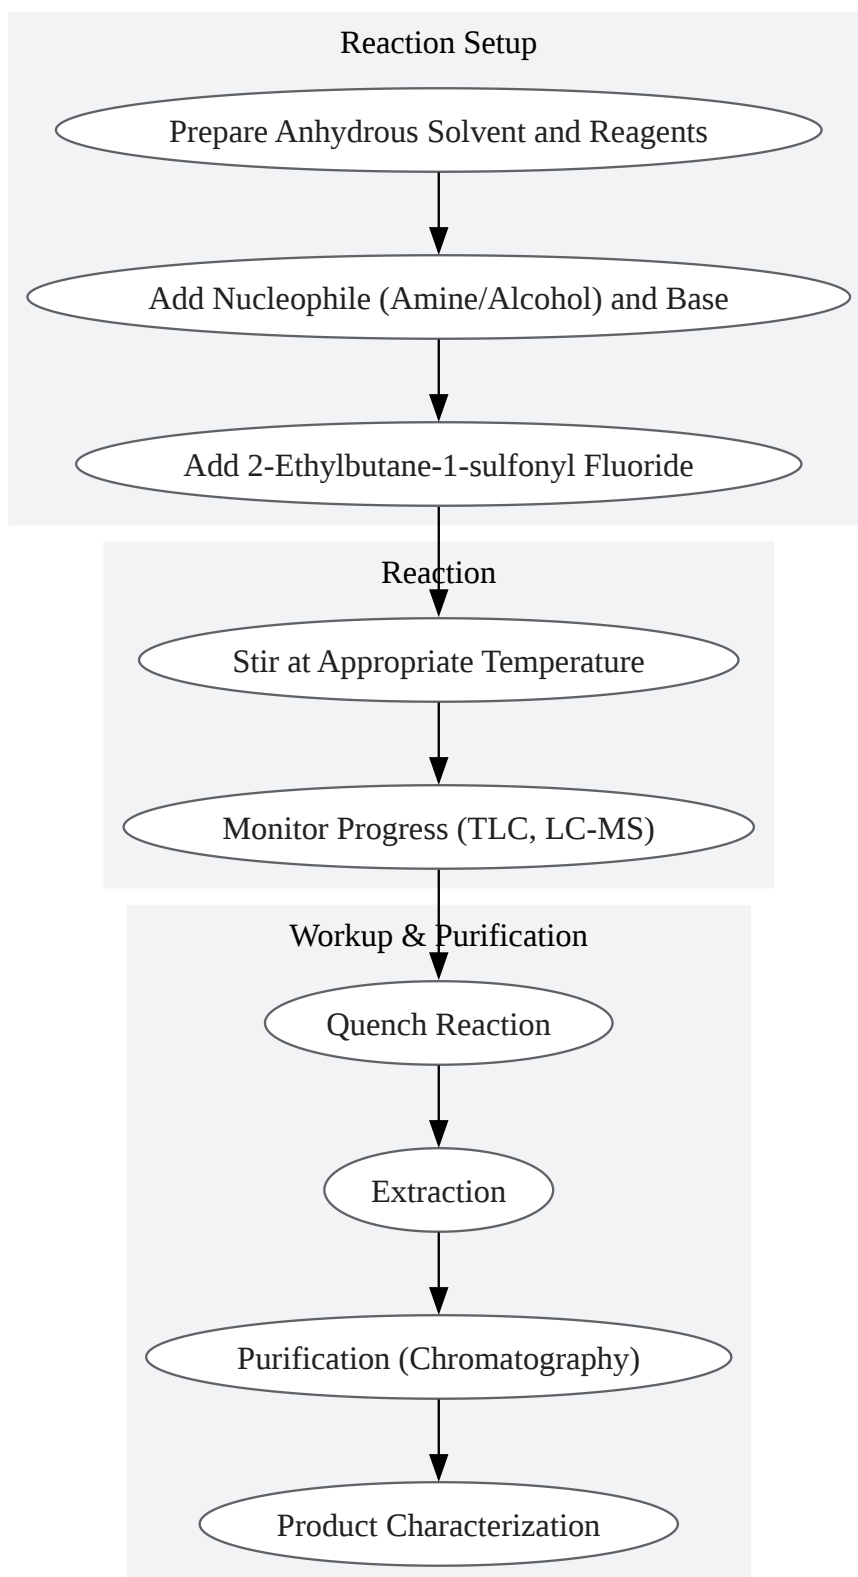 Reaction Setup
Prepare Anhydrous Solvent and Reagents
Add Nucleophile (Amine/Alcohol) and Base
Add 2-Ethylbutane-1-sulfonyl Fluoride
Reaction
Stir at Appropriate Temperature
Monitor Progress (TLC, LC-MS)
Workup & Purification
Quench Reaction
Extraction
Purification (Chromatography)
Product Characterization